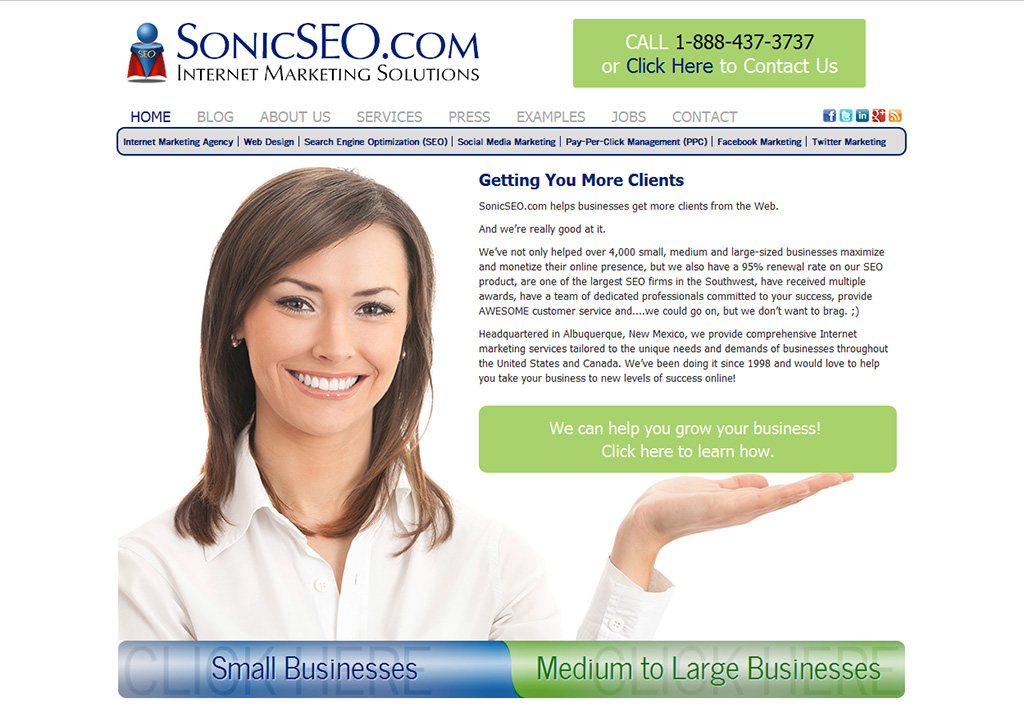 SEO
SONICSEO.COM
INTERNET MARKETING SOLUTIONS
CALL 1-888-437-3737
or Click Here to Contact Us
HOME BLOG ABOUT US SERVICES PRESS EXAMPLES JOBS CONTACT
Internet Marketing Agency | Web Design | Search Engine Optimization (SEO) | Social Media Marketing | Pay-Per-Click Management (PPC) | Facebook Marketing | Twitter Marketing
Getting You More Clients
SonicSEO.com helps businesses get more clients from the Web.
And we're really good at it.
We've not only helped over 4,000 small, medium and large-sized businesses maximize
and monetize their online presence, but we also have a 95% renewal rate on our SEO
product, are one of the largest SEO firms in the Southwest, have received multiple
awards, have a team of dedicated professionals committed to your success, provide
AWESOME customer service and....we could go on, but we don't want to brag. ;)
Headquartered in Albuquerque, New Mexico, we provide comprehensive Internet
marketing services tailored to the unique needs and demands of businesses throughout
the United States and Canada. We've been doing it since 1998 and would love to help
you take your business to new levels of success online!
We can help you grow your business!
Click here to learn how.
CLICK HERE
Small Businesses
CLICK HERE
Medium to Large Businesses